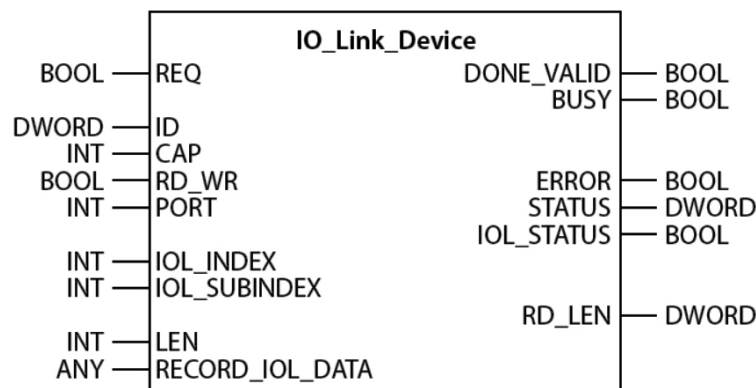 IO_Link_Device
BOOL REQ DONE_VALID BOOL
BUSY BOOL
DWORD ID
INT CAP
BOOL RD_WR ERROR BOOL
INT PORT STATUS DWORD
IOL_STATUS BOOL
INT IOL_INDEX
INT IOL_SUBINDEX
RD_LEN DWORD
INT LEN
ANY RECORD_IOL_DATA